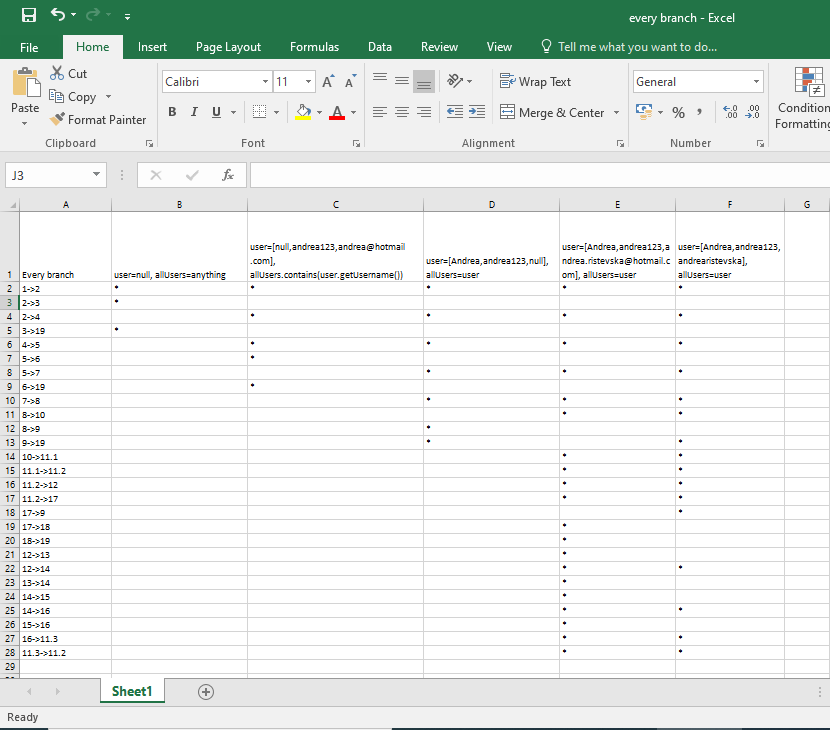 every branch - Excel
File Home Insert Page Layout Formulas Data Review View Tell me what you want to do...
Cut
Copy
Format Painter
Paste
Calibri 11
B I U
Wrap Text
Merge & Center
General
%
Condition
Formatting
Clipboard Font Alignment Number
J3 fx
A B C D E F G
1 Every branch
user=null, allUsers=anything
user=[null,andrea123,andrea@hotmail
.com],
allUsers.contains(user.getUsername())
user=[Andrea,andrea123,null],
allUsers=user
user=[Andrea,andrea123,a
ndrea.ristevska@hotmail.c
om], allUsers=user
user=[Andrea,andrea123,
andrearistevska],
allUsers=user
2 1->2 * * * * *
3 2->3 *
4 2->4 * * * *
5 3->19 *
6 4->5 * * * *
7 5->6 *
8 5->7 * * *
9 6->19 *
10 7->8 * * *
11 8->10 * *
12 8->9 *
13 9->19 * *
14 10->11.1 * *
15 11.1->11.2 * *
16 11.2->12 * *
17 11.2->17 * *
18 17->9 *
19 17->18 *
20 18->19 *
21 12->13 *
22 12->14 * *
23 13->14 *
24 14->15 *
25 14->16 * *
26 15->16 *
27 16->11.3 * *
28 11.3->11.2 * *
29
Sheet1
Ready